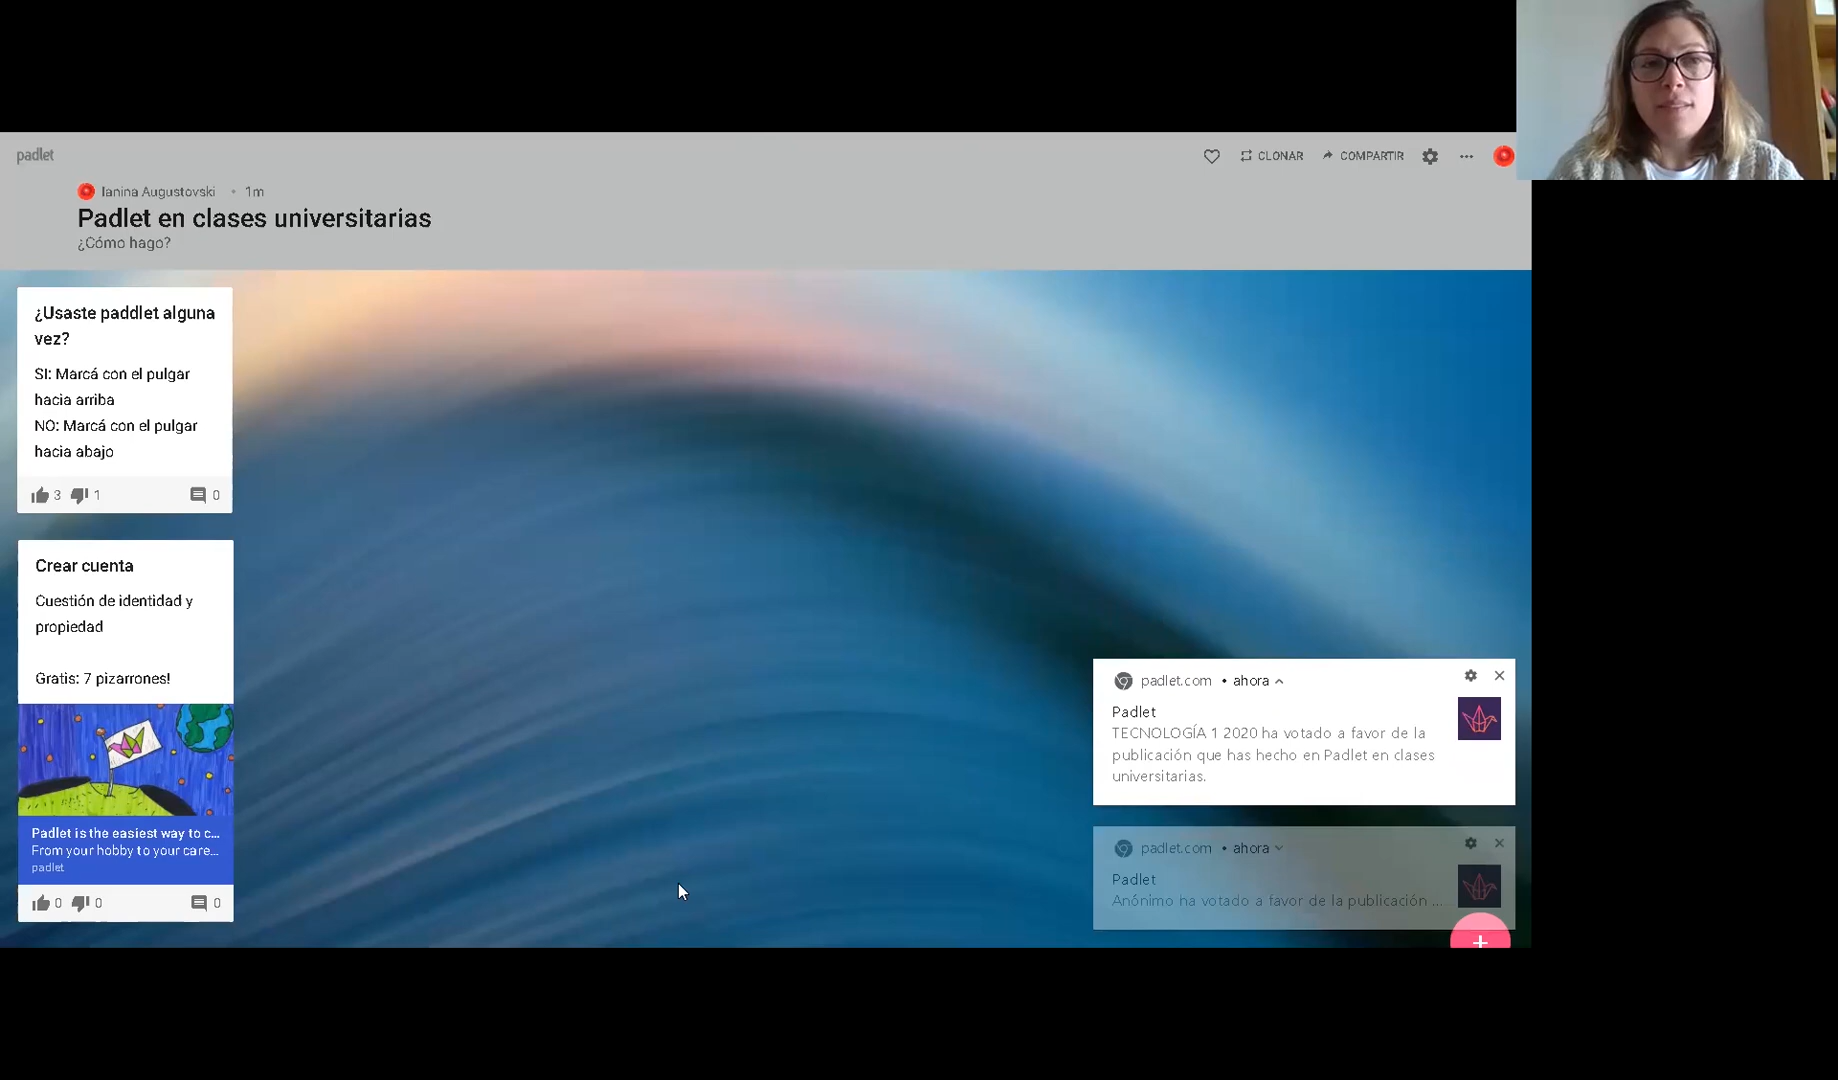 padlet
CLONAR
COMPARTIR
Ianina Augustovski • 1m
Padlet en clases universitarias
¿Cómo hago?
¿Usaste paddlet alguna
vez?
SI: Marcá con el pulgar
hacia arriba
NO: Marcá con el pulgar
hacia abajo
3 1 0
Crear cuenta
Cuestión de identidad y
propiedad
Gratis: 7 pizarrones!
Padlet is the easiest way to c...
From your hobby to your care...
padlet
0 0 0
padlet.com • ahora
Padlet
TECNOLOGÍA 1 2020 ha votado a favor de la
publicación que has hecho en Padlet en clases
universitarias.
padlet.com • ahora
Padlet
Anónimo ha votado a favor de la publicación ...